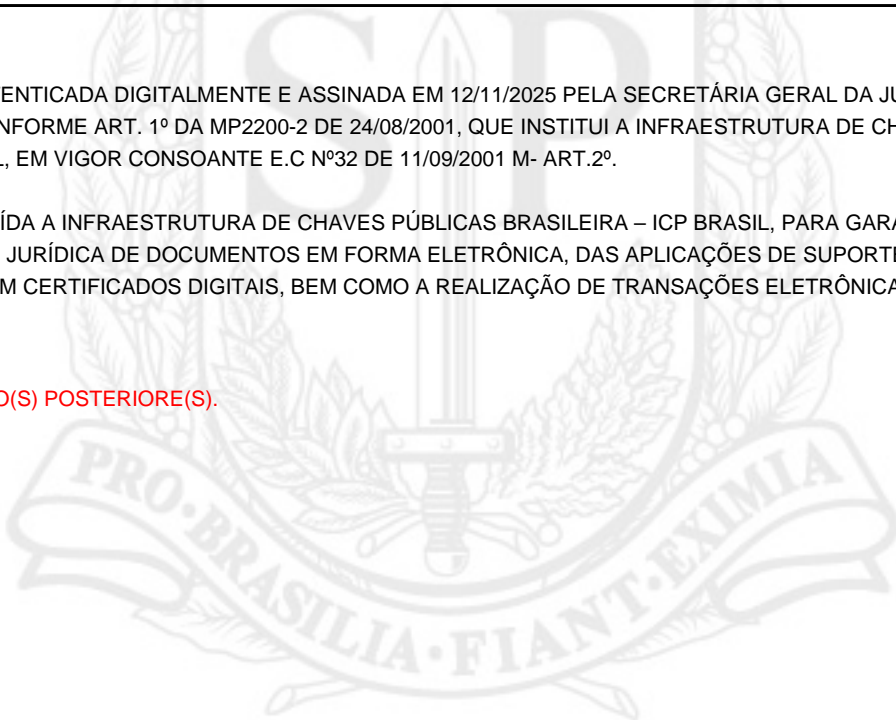 ENTICADA DIGITALMENTE E ASSINADA EM 12/11/2025 PELA SECRETÁRIA GERAL DA JU
NFORME ART. 1º DA MP2200-2 DE 24/08/2001, QUE INSTITUI A INFRAESTRUTURA DE CH
L, EM VIGOR CONSOANTE E.C Nº32 DE 11/09/2001 M- ART.2º.
ÍDA A INFRAESTRUTURA DE CHAVES PÚBLICAS BRASILEIRA – ICP BRASIL, PARA GARA
JURÍDICA DE DOCUMENTOS EM FORMA ELETRÔNICA, DAS APLICAÇÕES DE SUPORTE
M CERTIFICADOS DIGITAIS, BEM COMO A REALIZAÇÃO DE TRANSAÇÕES ELETRÔNICA
O(S) POSTERIORE(S).
SP
PRO·BRASILIA·FIANT·EXIMIA